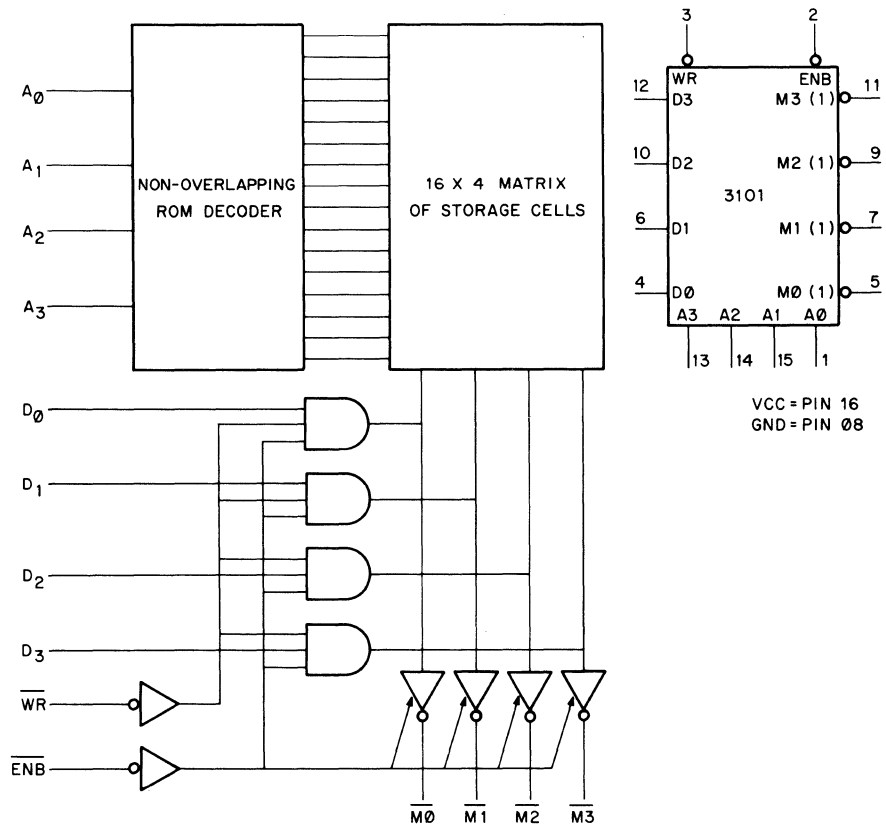 A0
A1
A2
A3
NON-OVERLAPPING
ROM DECODER
16 X 4 MATRIX
OF STORAGE CELLS
D0
D1
D2
D3
WR
ENB
M0
M1
M2
M3
3
2
WR
ENB
12
D3
M3 (1)
11
10
D2
M2 (1)
9
3101
6
D1
M1 (1)
7
4
D0
M0 (1)
5
A3
A2
A1
A0
13
14
15
1
VCC = PIN 16
GND = PIN 08